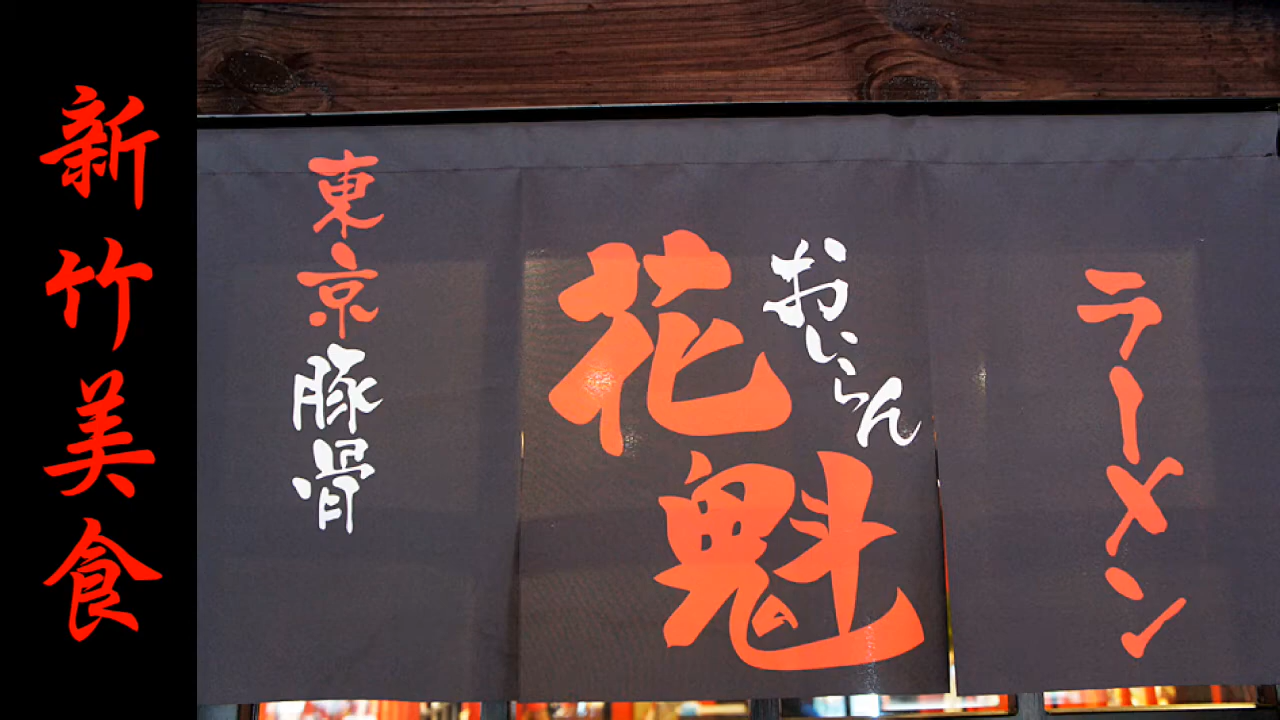 新竹美食
東京豚骨
花魁
おいらん
ラーメン